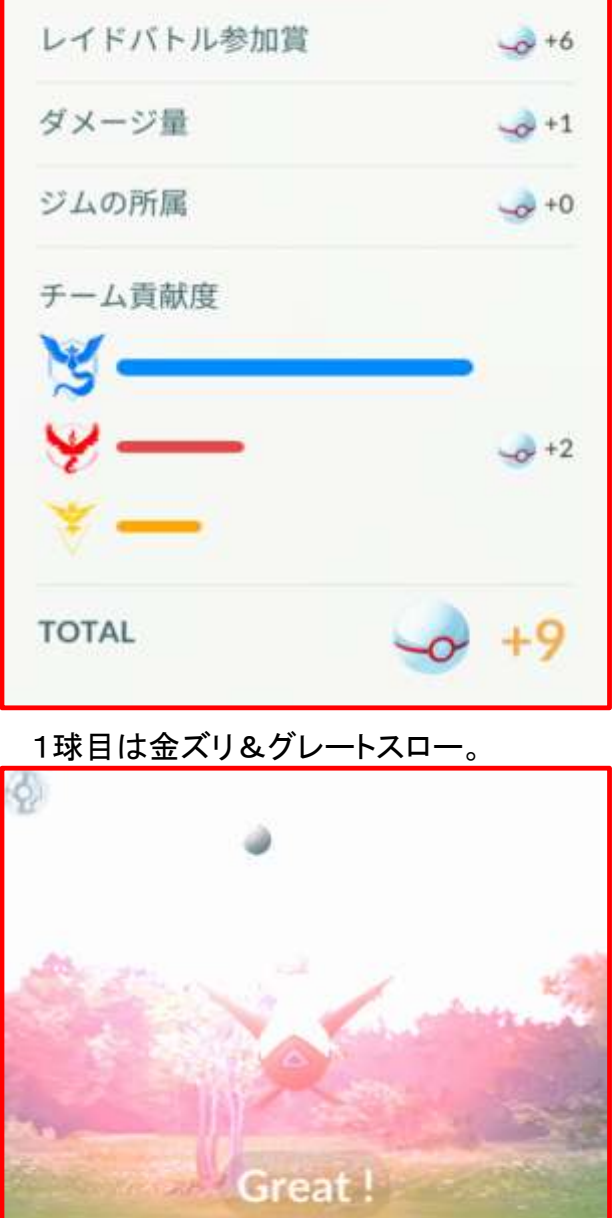 レイドバトル参加賞 +6
ダメージ量 +1
ジムの所属 +0
チーム貢献度
+2
TOTAL +9
１球目は金ズリ＆グレートスロー。
Great !